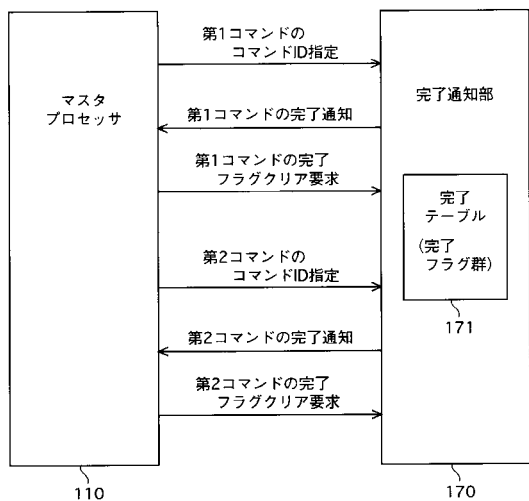 マスタ
プロセッサ
110
第1コマンドの
コマンドID指定
第1コマンドの完了通知
第1コマンドの完了
フラグクリア要求
第2コマンドの
コマンドID指定
第2コマンドの完了通知
第2コマンドの完了
フラグクリア要求
完了通知部
完了
テーブル
(完了
フラグ群)
171
170